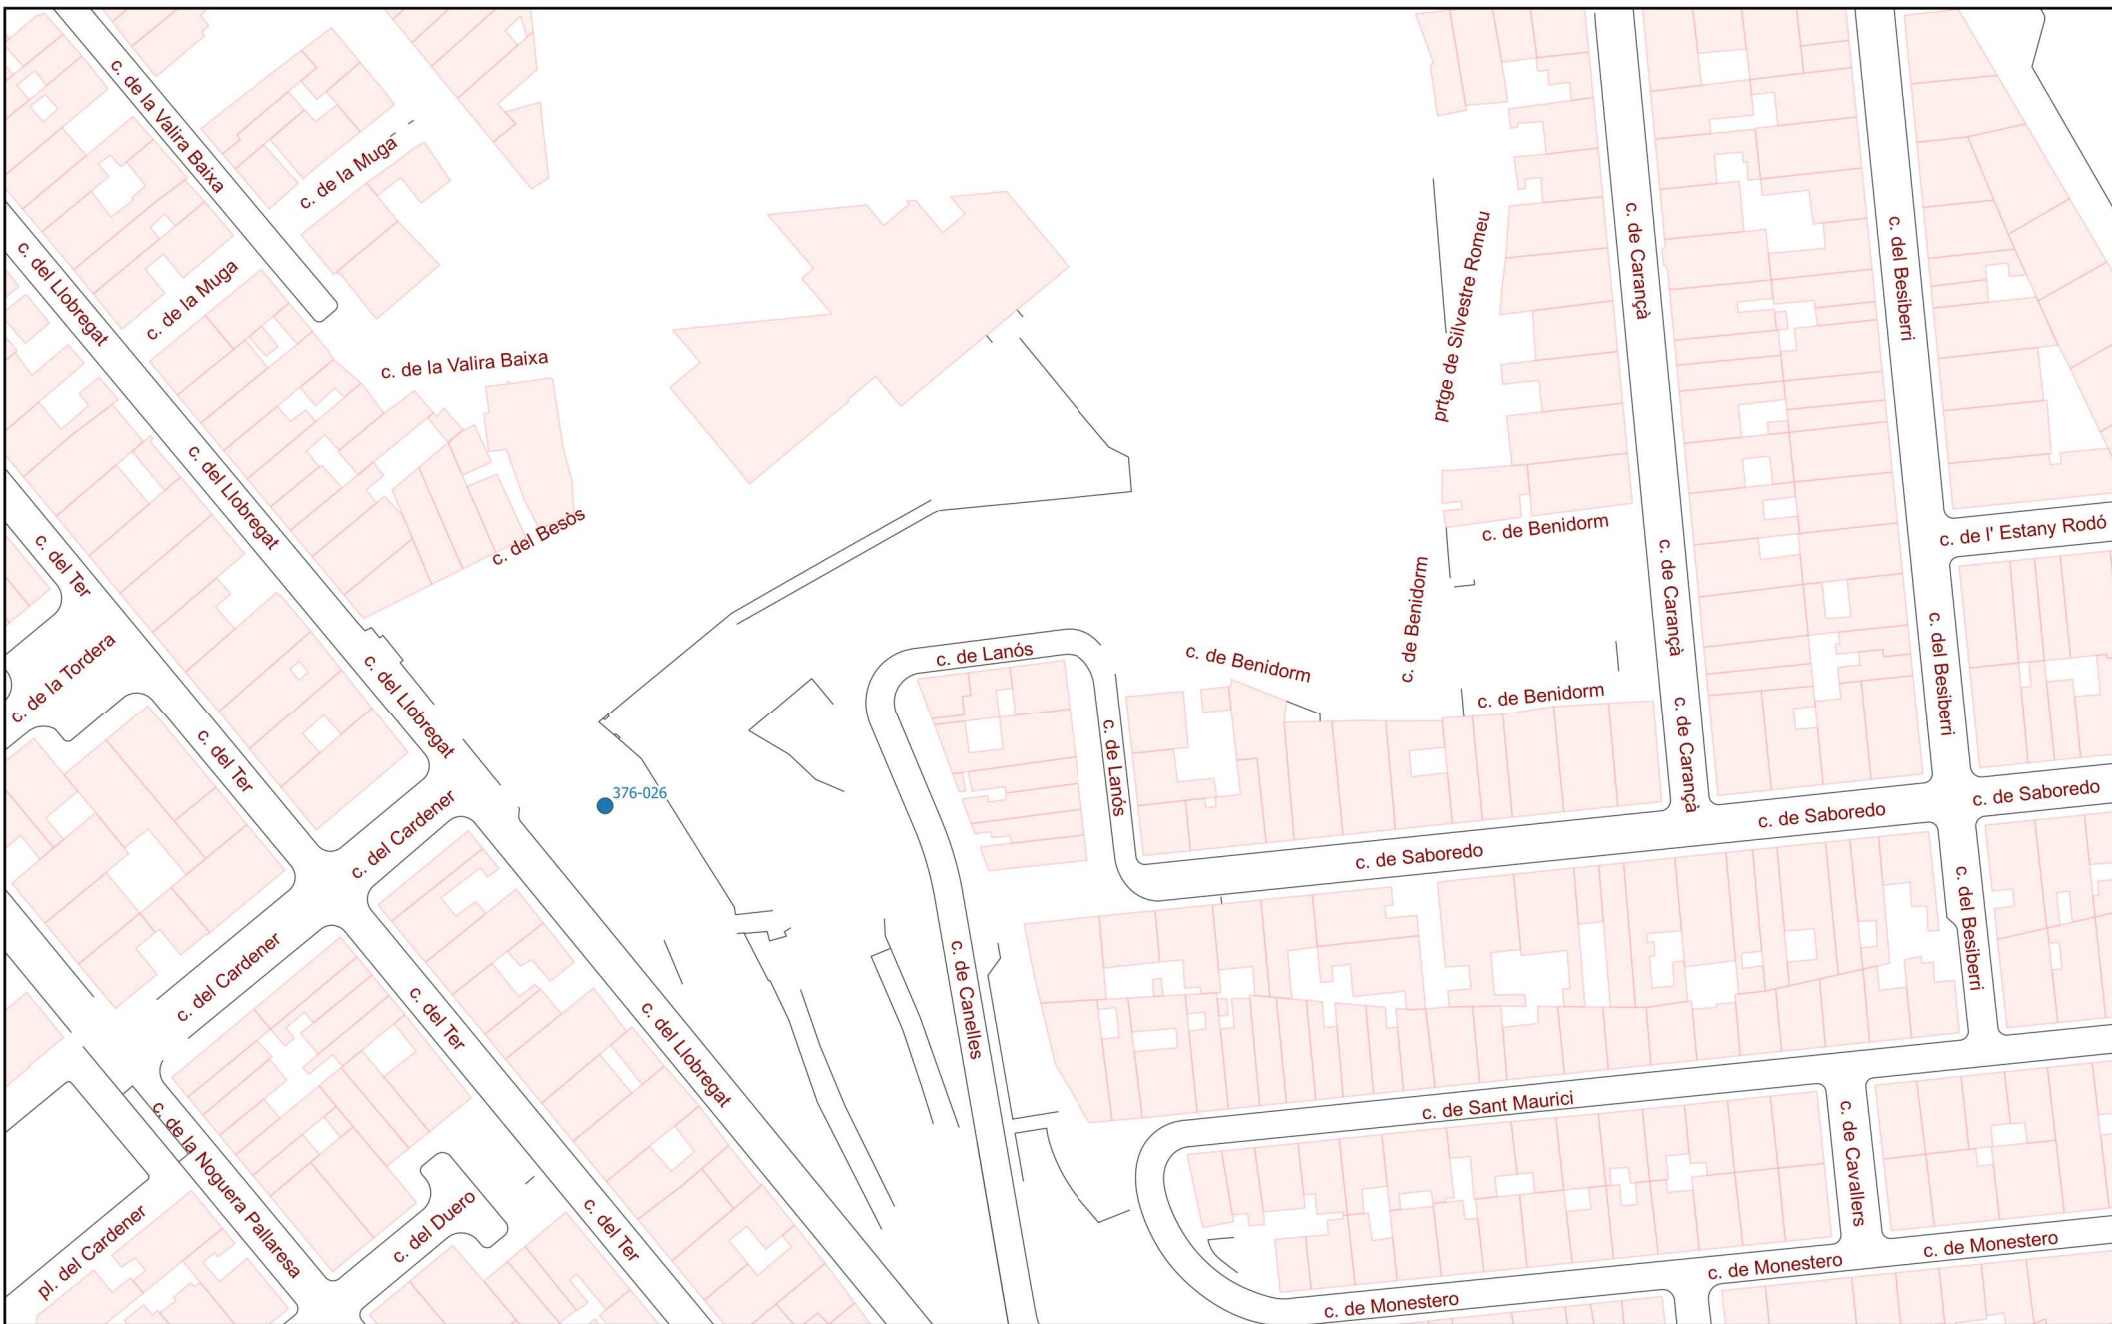 c. de la Valira Baixa
c. de la Muga
c. del Llobregat
c. de la Muga
c. de la Valira Baixa
prtge de Silvestre Romeu
c. de Carançà
c. del Besiberri
c. del Llobregat
c. del Besòs
c. de Benidorm
c. de l' Estany Rodó
c. del Ter
c. de Carançà
c. de Benidorm
c. de la Tordera
c. del Llobregat
c. de Lanós
c. de Benidorm
c. del Besiberri
c. de Benidorm
c. del Ter
c. de Lanós
c. de Carançà
376-026
c. de Saboredo
c. del Cardener
c. de Saboredo
c. de Saboredo
c. del Besiberri
c. del Cardener
c. del Ter
c. de Canelles
c. del Llobregat
c. de Sant Maurici
c. de la Noguera Pallaresa
c. de Cavallers
pl. del Cardener
c. del Duero
c. del Ter
c. de Monestero
c. de Monestero
c. de Monestero